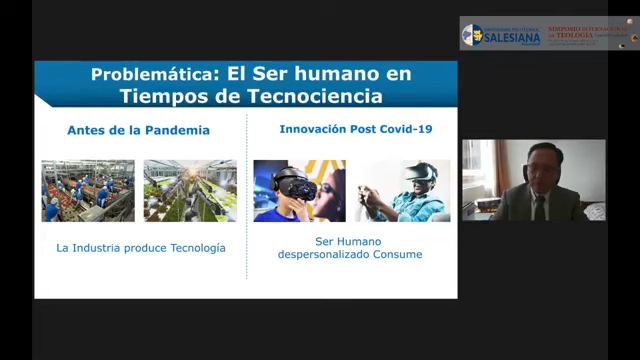 SALESIANA
SIMPOSIO INTERNACIONAL
DE TEOLOGÍA
Problemática: El Ser humano en
Tiempos de Tecnociencia
Antes de la Pandemia
Innovación Post Covid-19
La Industria produce Tecnología
Ser Humano
despersonalizado Consume